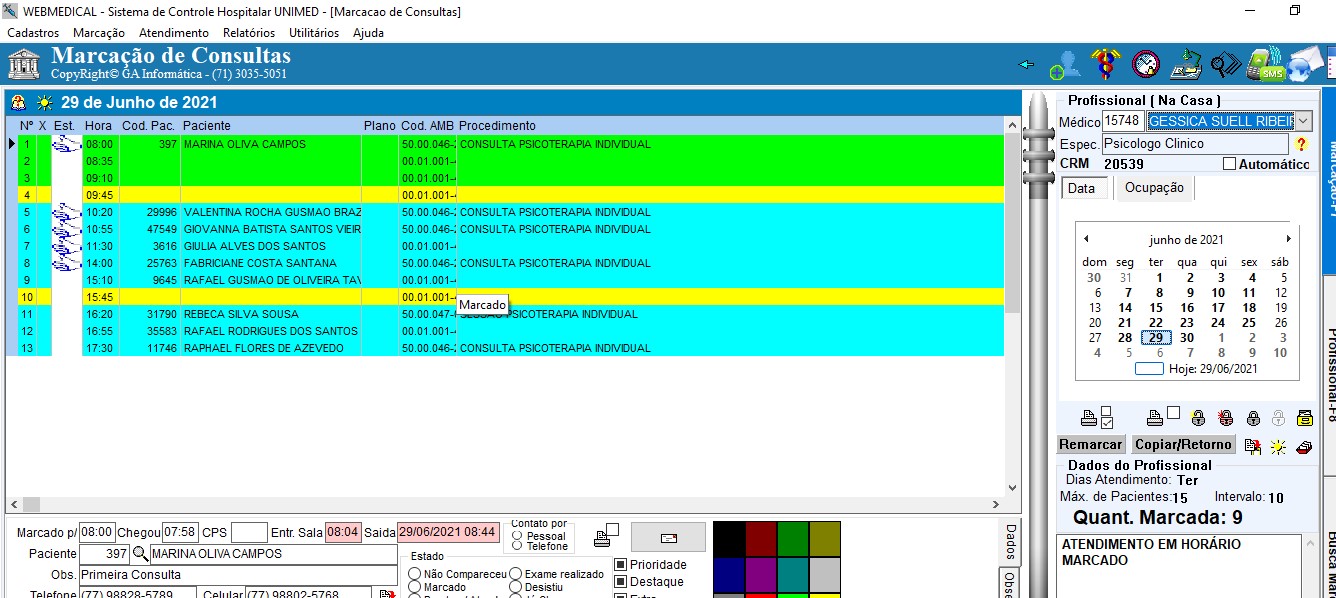 WEBMEDICAL - Sistema de Controle Hospitalar UNIMED - [Marcacao de Consultas]
Cadastros Marcação Atendimento Relatórios Utilitários Ajuda
Marcação de Consultas
CopyRight© GA Informática - (71) 3035-5051
SMS
29 de Junho de 2021
Nº X Est. Hora Cod. Pac. Paciente Plano Cod. AMB Procedimento
1 08:00 397 MARINA OLIVA CAMPOS 50.00.046- CONSULTA PSICOTERAPIA INDIVIDUAL
2 08:35 00.01.001-
3 09:10 00.01.001-
4 09:45 00.01.001-
5 10:20 29996 VALENTINA ROCHA GUSMAO BRAZ 50.00.046- CONSULTA PSICOTERAPIA INDIVIDUAL
6 10:55 47549 GIOVANNA BATISTA SANTOS VIEIR 50.00.046- CONSULTA PSICOTERAPIA INDIVIDUAL
7 11:30 3616 GIULIA ALVES DOS SANTOS 00.01.001-
8 14:00 25763 FABRICIANE COSTA SANTANA 50.00.046- CONSULTA PSICOTERAPIA INDIVIDUAL
9 15:10 9645 RAFAEL GUSMAO DE OLIVEIRA TAV 00.01.001-
10 15:45 00.01.001-
Marcado
11 16:20 31790 REBECA SILVA SOUSA 50.00.047- SESSAO PSICOTERAPIA INDIVIDUAL
12 16:55 35583 RAFAEL RODRIGUES DOS SANTOS 00.01.001-
13 17:30 11746 RAPHAEL FLORES DE AZEVEDO 50.00.046- CONSULTA PSICOTERAPIA INDIVIDUAL
Profissional ( Na Casa )
Médico 15748 GESSICA SUELL RIBEIR
Espec. Psicologo Clinico ?
CRM 20539 Automático
Data Ocupação
junho de 2021
dom seg ter qua qui sex sáb
30 31 1 2 3 4 5
6 7 8 9 10 11 12
13 14 15 16 17 18 19
20 21 22 23 24 25 26
27 28 29 30 1 2 3
4 5 6 7 8 9 10
Hoje: 29/06/2021
Remarcar Copiar/Retorno
Dados do Profissional
Dias Atendimento: Ter
Máx. de Pacientes: 15 Intervalo: 10
Quant. Marcada: 9
ATENDIMENTO EM HORÁRIO
MARCADO
Marcação-F7
Profissional-F8
Busca Mar
Marcado p/ 08:00 Chegou 07:58 CPS Entr. Sala 08:04 Saida 29/06/2021 08:44
Contato por
Pessoal
Telefone
Paciente 397 MARINA OLIVA CAMPOS
Obs. Primeira Consulta
Telefone (77) 98828-5789 Celular (77) 98802-5768
Estado
Não Compareceu Exame realizado
Marcado Desistiu
Prioridade
Destaque
Extra
Dados
Obse